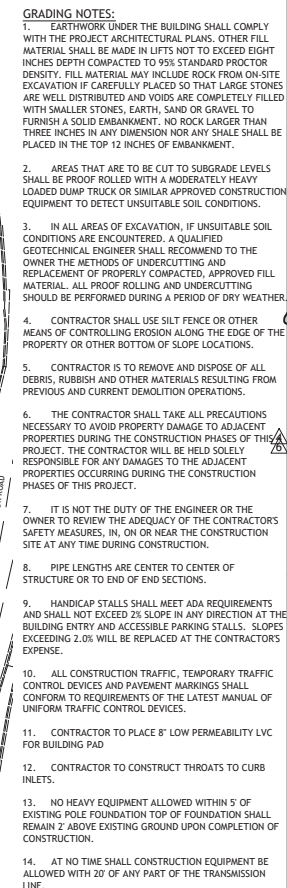 GRADING NOTES:
1. EARTHWORK UNDER THE BUILDING SHALL COMPLY
WITH THE PROJECT ARCHITECTURAL PLANS. OTHER FILL
MATERIAL SHALL BE MADE IN LIFTS NOT TO EXCEED EIGHT
INCHES DEPTH COMPACTED TO 95% STANDARD PROCTOR
DENSITY. FILL MATERIAL MAY INCLUDE ROCK FROM ON-SITE
EXCAVATION IF CAREFULLY PLACED SO THAT LARGE STONES
ARE WELL DISTRIBUTED AND VOIDS ARE COMPLETELY FILLED
WITH SMALLER STONES, EARTH, SAND OR GRAVEL TO
FURNISH A SOLID EMBANKMENT. NO ROCK LARGER THAN
THREE INCHES IN ANY DIMENSION NOR ANY SHALE SHALL BE
PLACED IN THE TOP 12 INCHES OF EMBANKMENT.
2. AREAS THAT ARE TO BE CUT TO SUBGRADE LEVELS
SHALL BE PROOF ROLLED WITH A MODERATELY HEAVY
LOADED DUMP TRUCK OR SIMILAR APPROVED CONSTRUCTION
EQUIPMENT TO DETECT UNSUITABLE SOIL CONDITIONS.
3. IN ALL AREAS OF EXCAVATION, IF UNSUITABLE SOIL
CONDITIONS ARE ENCOUNTERED. A QUALIFIED
GEOTECHNICAL ENGINEER SHALL RECOMMEND TO THE
OWNER THE METHODS OF UNDERCUTTING AND
REPLACEMENT OF PROPERLY COMPACTED, APPROVED FILL
MATERIAL. ALL PROOF ROLLING AND UNDERCUTTING
SHOULD BE PERFORMED DURING A PERIOD OF DRY WEATHER.
4. CONTRACTOR SHALL USE SILT FENCE OR OTHER
MEANS OF CONTROLLING EROSION ALONG THE EDGE OF THE
PROPERTY OR OTHER BOTTOM OF SLOPE LOCATIONS.
5. CONTRACTOR IS TO REMOVE AND DISPOSE OF ALL
DEBRIS, RUBBISH AND OTHER MATERIALS RESULTING FROM
PREVIOUS AND CURRENT DEMOLITION OPERATIONS.
6. THE CONTRACTOR SHALL TAKE ALL PRECAUTIONS
NECESSARY TO AVOID PROPERTY DAMAGE TO ADJACENT
PROPERTIES DURING THE CONSTRUCTION PHASES OF THIS
PROJECT. THE CONTRACTOR WILL BE HELD SOLELY
RESPONSIBLE FOR ANY DAMAGES TO THE ADJACENT
PROPERTIES OCCURRING DURING THE CONSTRUCTION
PHASES OF THIS PROJECT.
7. IT IS NOT THE DUTY OF THE ENGINEER OR THE
OWNER TO REVIEW THE ADEQUACY OF THE CONTRACTOR'S
SAFETY MEASURES, IN, ON OR NEAR THE CONSTRUCTION
SITE AT ANY TIME DURING CONSTRUCTION.
8. PIPE LENGTHS ARE CENTER TO CENTER OF
STRUCTURE OR TO END OF END SECTIONS.
9. HANDICAP STALLS SHALL MEET ADA REQUIREMENTS
AND SHALL NOT EXCEED 2% SLOPE IN ANY DIRECTION AT THE
BUILDING ENTRY AND ACCESSIBLE PARKING STALLS. SLOPES
EXCEEDING 2.0% WILL BE REPLACED AT THE CONTRACTOR'S
EXPENSE.
10. ALL CONSTRUCTION TRAFFIC, TEMPORARY TRAFFIC
CONTROL DEVICES AND PAVEMENT MARKINGS SHALL
CONFORM TO REQUIREMENTS OF THE LATEST MANUAL OF
UNIFORM TRAFFIC CONTROL DEVICES.
11. CONTRACTOR TO PLACE 8" LOW PERMEABILITY LVC
FOR BUILDING PAD
12. CONTRACTOR TO CONSTRUCT THROATS TO CURB
INLETS.
13. NO HEAVY EQUIPMENT ALLOWED WITHIN 5' OF
EXISTING POLE FOUNDATION TOP OF FOUNDATION SHALL
REMAIN 2' ABOVE EXISTING GROUND UPON COMPLETION OF
CONSTRUCTION.
14. AT NO TIME SHALL CONSTRUCTION EQUIPMENT BE
ALLOWED WITH 20' OF ANY PART OF THE TRANSMISSION
LINE.